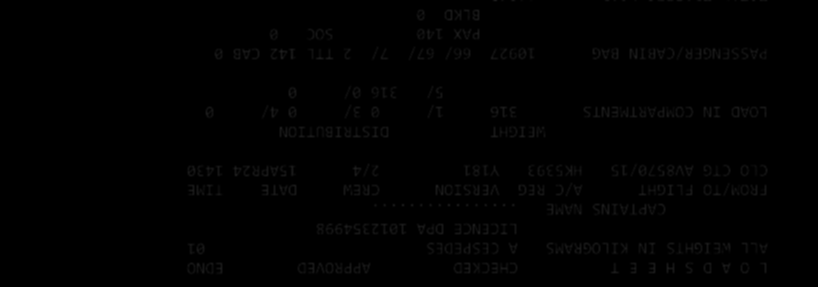 L O A D S H E E T CHECKED APPROVED EDNO
ALL WEIGHTS IN KILOGRAMS A CESPEDES 01
LICENCE DPA 1012354998
CAPTAINS NAME ................
FROM/TO FLIGHT A/C REG VERSION CREW DATE TIME
CLO CTG AV8570/15 HK5393 Y181 2/4 15APR24 1430
WEIGHT DISTRIBUTION
LOAD IN COMPARTMENTS 316 1/ 0 3/ 0 4/ 0
5/ 316 0/ 0
PASSENGER/CABIN BAG 10927 66/ 67/ 7/ 2 TTL 142 CAB 0
PAX 140 SOC 0
BLKD 0